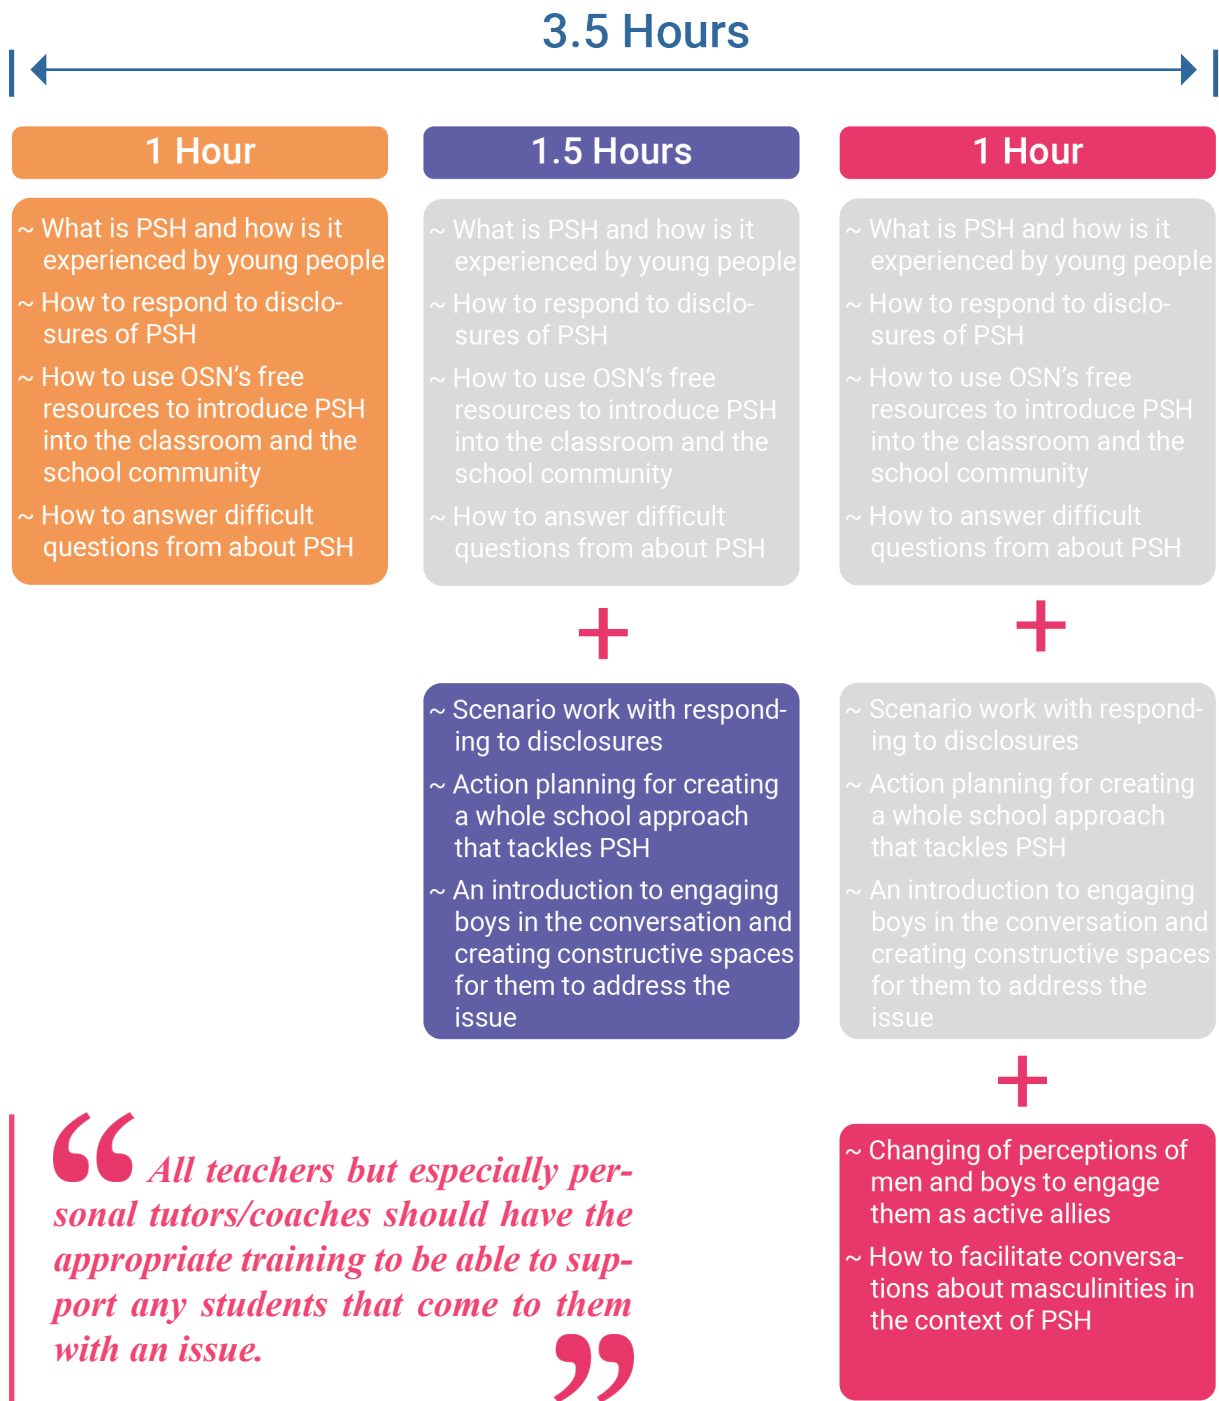 3.5 Hours
1 Hour
~ What is PSH and how is it
experienced by young people
~ How to respond to disclo-
sures of PSH
~ How to use OSN’s free
resources to introduce PSH
into the classroom and the
school community
~ How to answer difficult
questions from about PSH
1.5 Hours
~ What is PSH and how is it
experienced by young people
~ How to respond to disclo-
sures of PSH
~ How to use OSN’s free
resources to introduce PSH
into the classroom and the
school community
~ How to answer difficult
questions from about PSH
+
~ Scenario work with respond-
ing to disclosures
~ Action planning for creating
a whole school approach
that tackles PSH
~ An introduction to engaging
boys in the conversation and
creating constructive spaces
for them to address the
issue
1 Hour
~ What is PSH and how is it
experienced by young people
~ How to respond to disclo-
sures of PSH
~ How to use OSN’s free
resources to introduce PSH
into the classroom and the
school community
~ How to answer difficult
questions from about PSH
+
~ Scenario work with respond-
ing to disclosures
~ Action planning for creating
a whole school approach
that tackles PSH
~ An introduction to engaging
boys in the conversation and
creating constructive spaces
for them to address the
issue
+
~ Changing of perceptions of
men and boys to engage
them as active allies
~ How to facilitate conversa-
tions about masculinities in
the context of PSH
“ All teachers but especially per-
sonal tutors/coaches should have the
appropriate training to be able to sup-
port any students that come to them
with an issue. ”